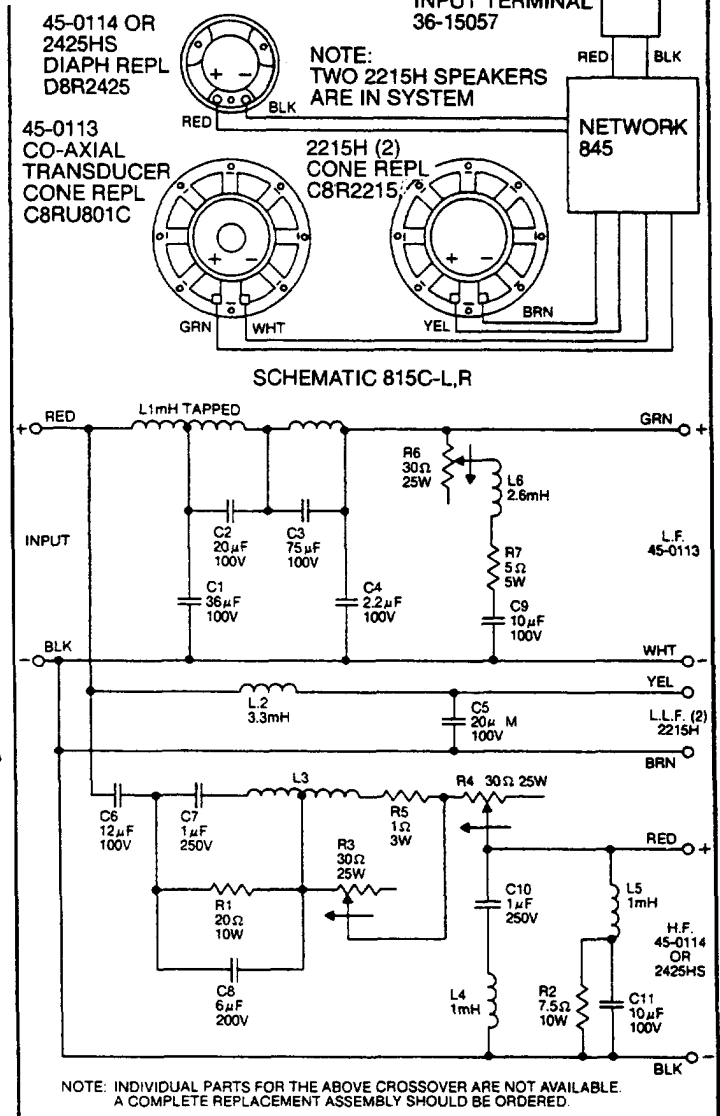 INPUT TERMINAL
36-15057
45-0114 OR
2425HS
DIAPH REPL
D8R2425
NOTE:
TWO 2215H SPEAKERS
ARE IN SYSTEM
RED
BLK
+ −
BLK
RED
NETWORK
845
45-0113
CO-AXIAL
TRANSDUCER
CONE REPL
C8RU801C
2215H (2)
CONE REPL
C8R2215
+ −
+ −
GRN
WHT
YEL
BRN
SCHEMATIC 815C-L,R
+
RED
L1mH TAPPED
GRN
+
R6
30Ω
25W
L6
2.6mH
C2
20µF
100V
C3
75µF
100V
INPUT
L.F.
45-0113
R7
5Ω
5W
C1
36µF
100V
C4
2.2µF
100V
C9
10µF
100V
−
BLK
WHT
−
YEL
L.2
3.3mH
C5
20µ M
100V
L.L.F. (2)
2215H
BRN
L3
R4 30Ω 25W
C6
12µF
100V
C7
1µF
250V
R5
1Ω
3W
R3
30Ω
25W
RED
+
R1
20Ω
10W
C10
1µF
250V
L5
1mH
H.F.
45-0114
OR
2425HS
C8
6µF
200V
L4
1mH
R2
7.5Ω
10W
C11
10µF
100V
BLK
−
NOTE: INDIVIDUAL PARTS FOR THE ABOVE CROSSOVER ARE NOT AVAILABLE.
A COMPLETE REPLACEMENT ASSEMBLY SHOULD BE ORDERED.